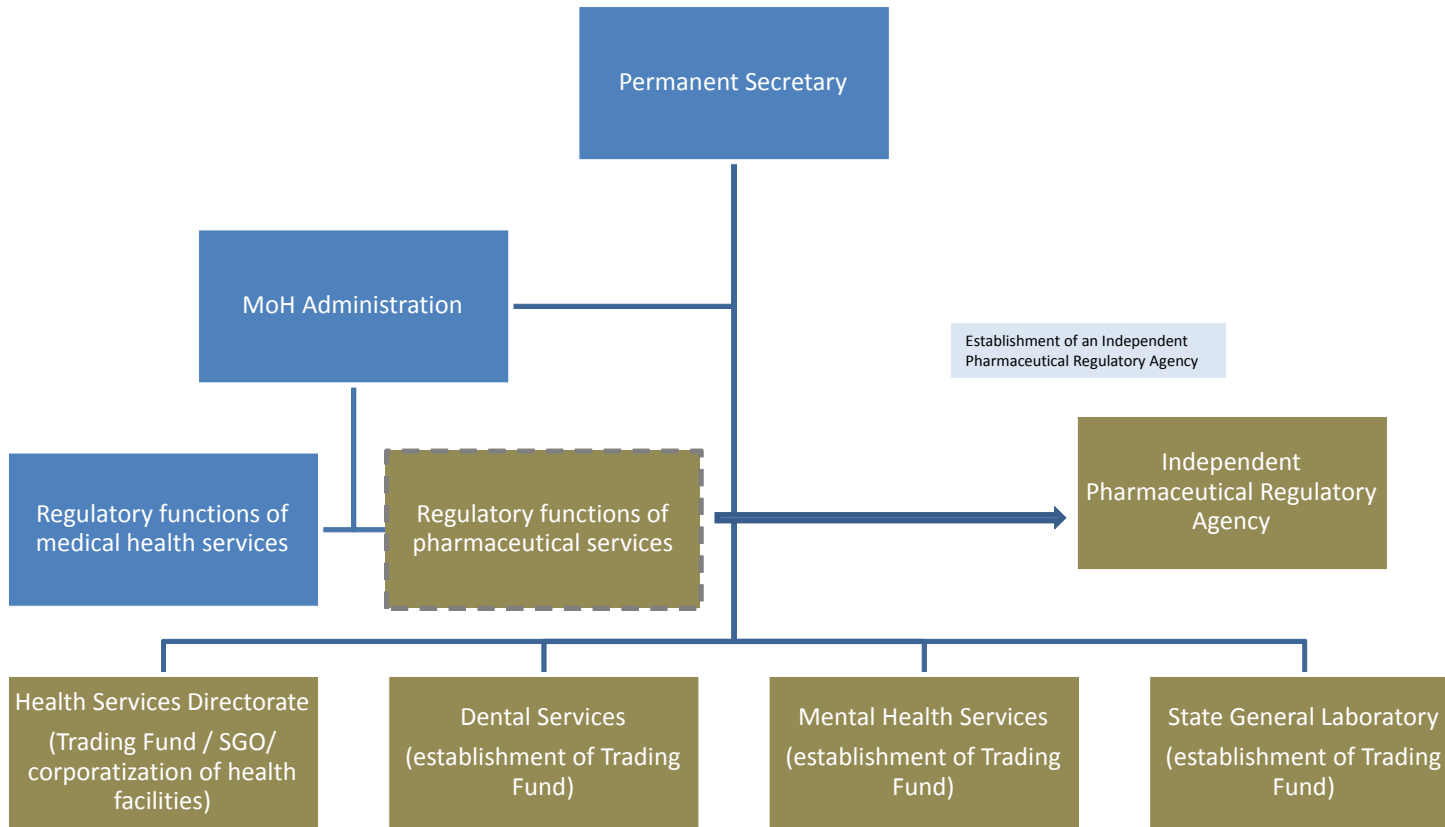 Permanent Secretary
MoH Administration
Establishment of an Independent
Pharmaceutical Regulatory Agency
Regulatory functions of
medical health services
Regulatory functions of
pharmaceutical services
Independent
Pharmaceutical Regulatory
Agency
Health Services Directorate
(Trading Fund / SGO/
corporatization of health
facilities)
Dental Services
(establishment of Trading
Fund)
Mental Health Services
(establishment of Trading
Fund)
State General Laboratory
(establishment of Trading
Fund)